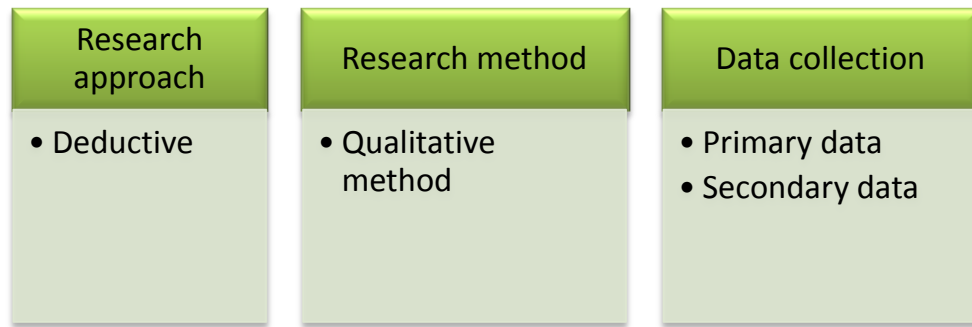 Research
approach
• Deductive
Research method
• Qualitative
method
Data collection
• Primary data
• Secondary data